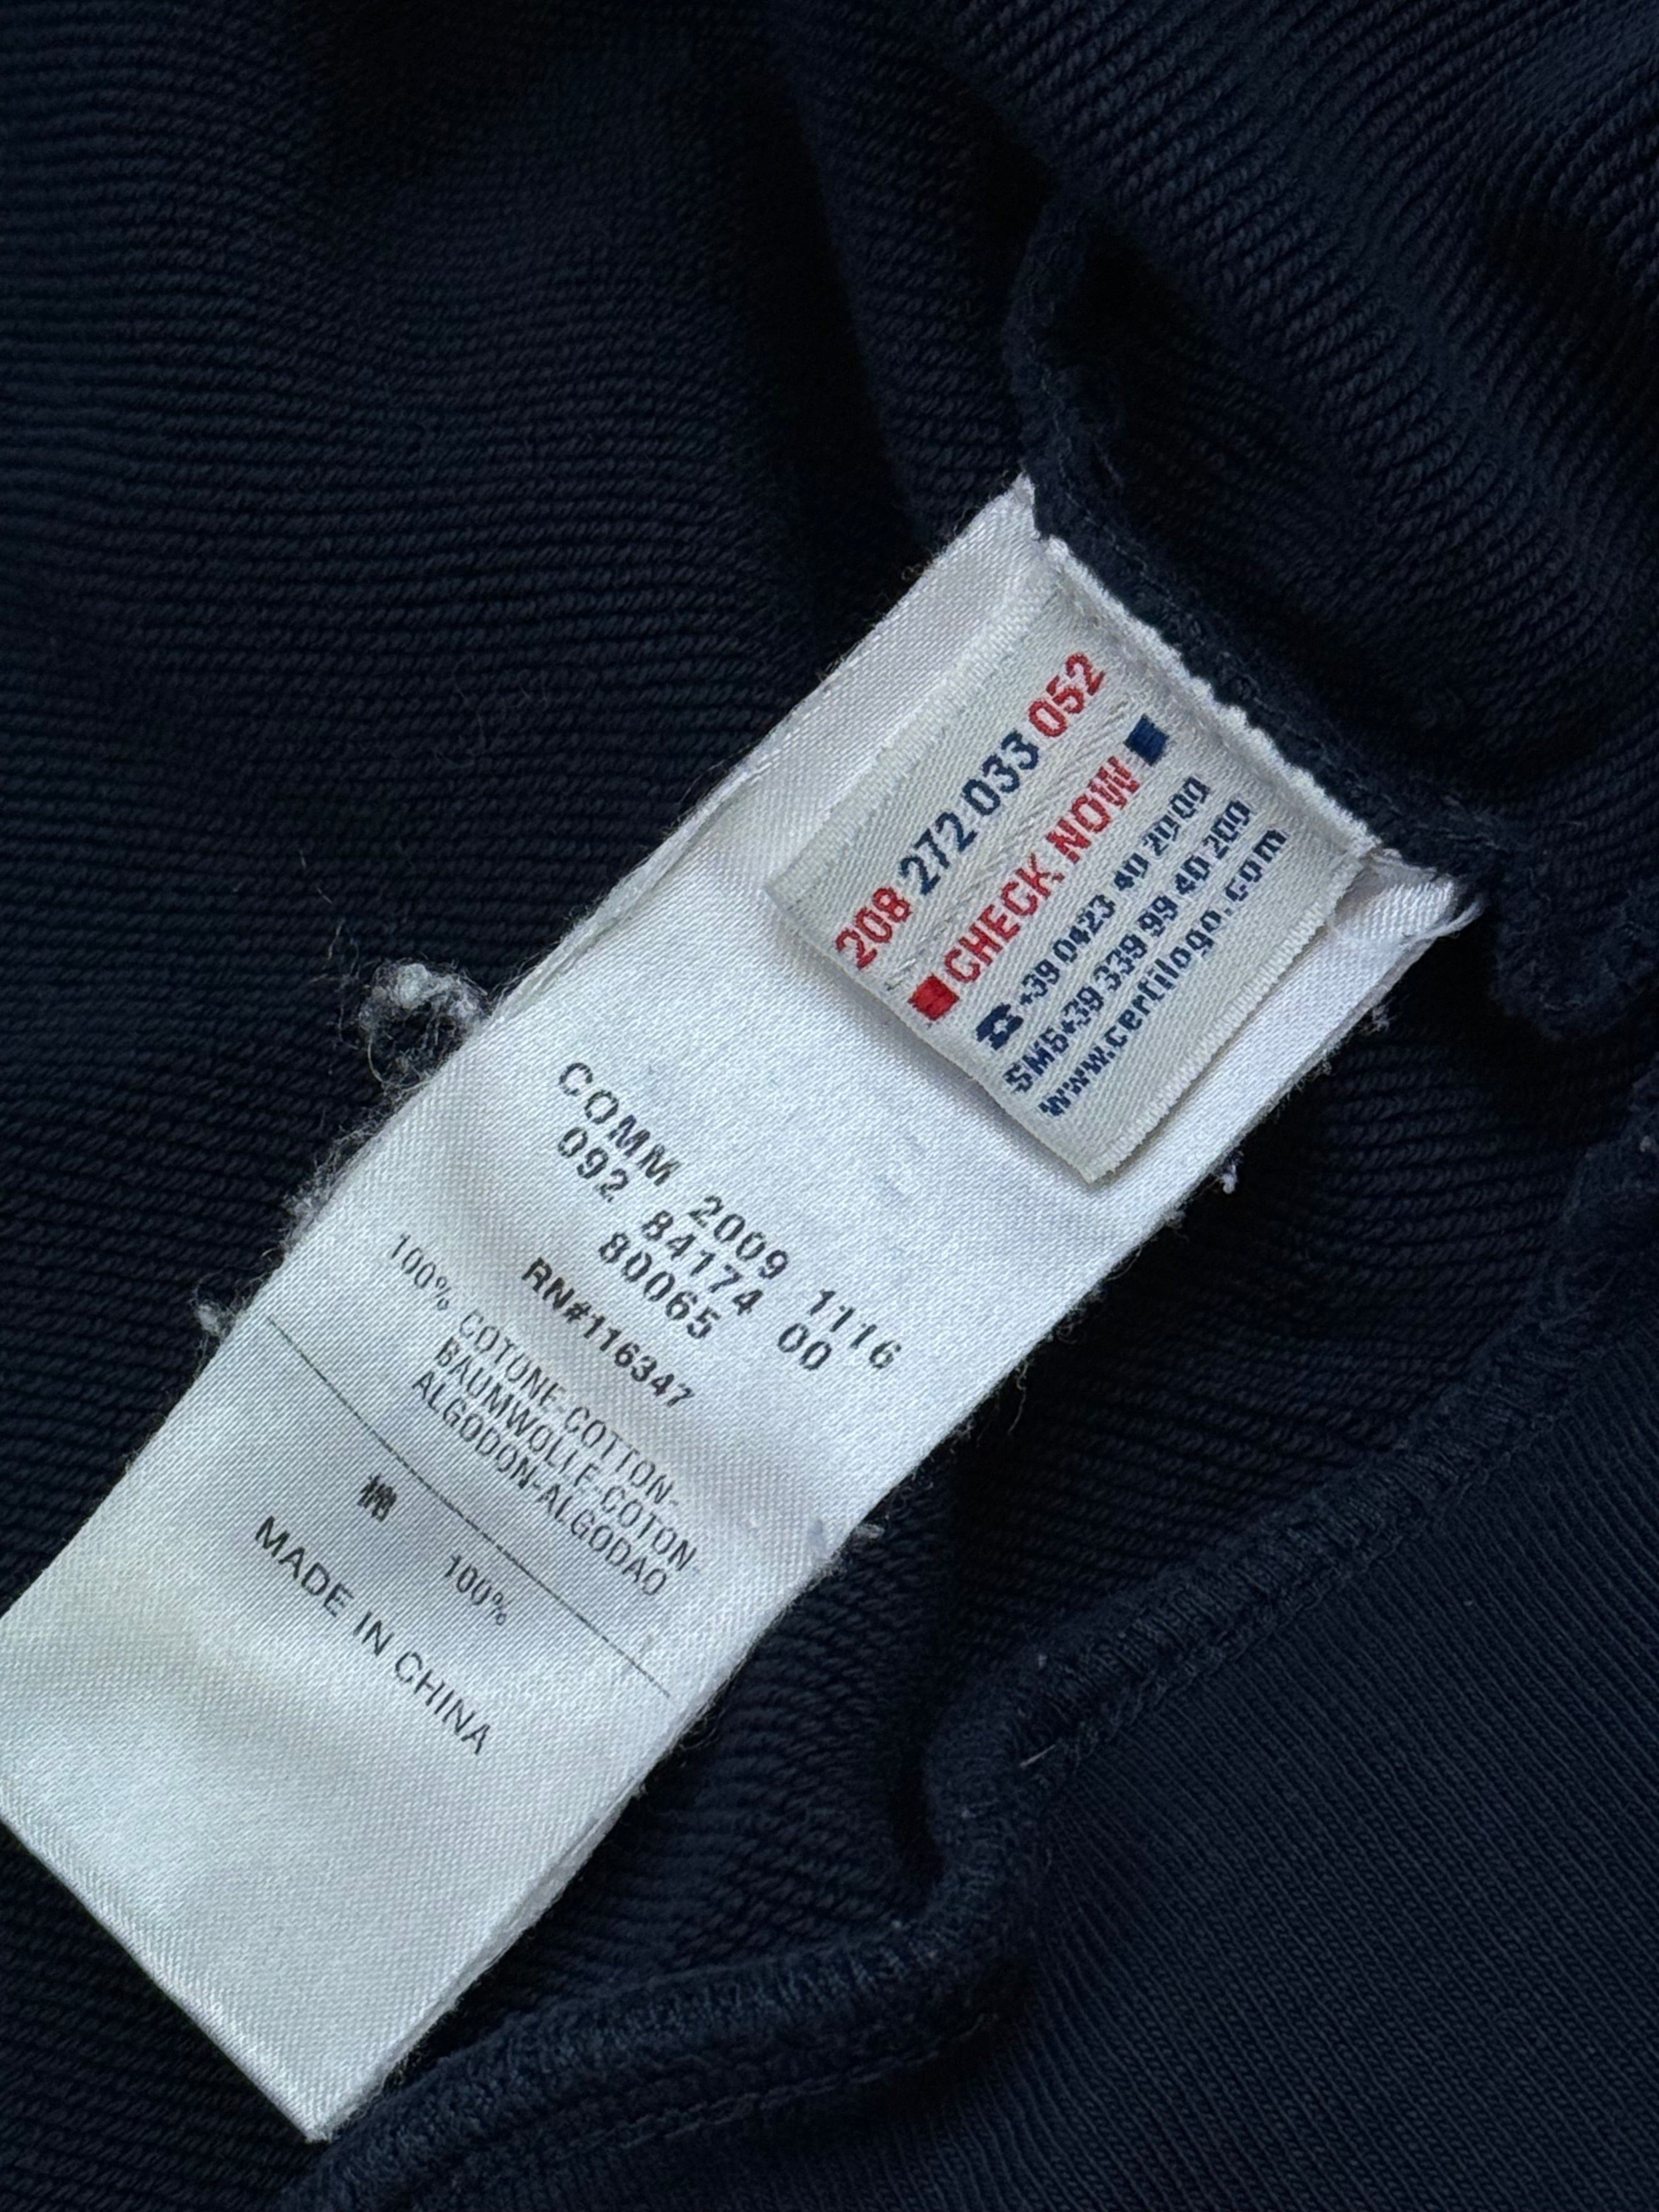 208 272 033 052
CHECK NOW
+39 0423 40 20 00
SMS+39 339 99 40 200
www.certilogo.com
COMM 2009 1116
092 84174 00
80065
RN#116347
100% COTONE-COTTON-
BAUMWOLLE-COTON-
ALGODON-ALGODAO
棉 100%
MADE IN CHINA